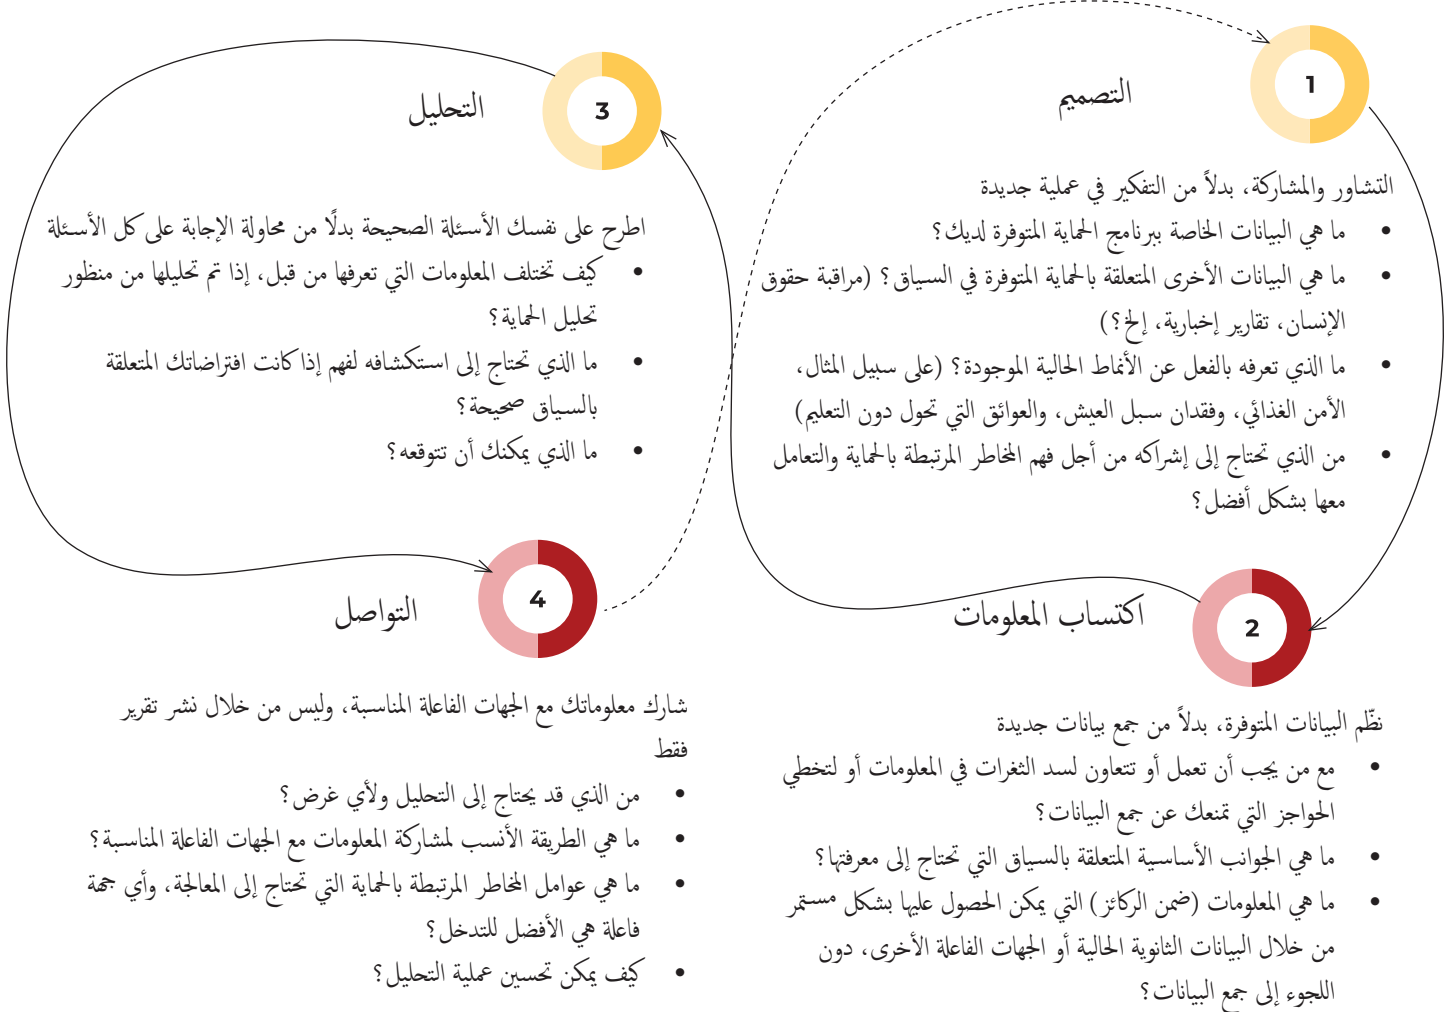 1
التصميم
التشاور والمشاركة، بدلاً من التفكير في عملية جديدة
• ما هي البيانات الخاصة ببرنامج الحماية المتوفرة لديك؟
• ما هي البيانات الأخرى المتعلقة بالحماية المتوفرة في السياق؟ (مراقبة حقوق
الإنسان، تقارير إخبارية، إلخ؟)
• ما الذي تعرفه بالفعل عن الأنماط الحالية الموجودة؟ (على سبيل المثال،
الأمن الغذائي، وفقدان سبل العيش، والعوائق التي تحول دون التعليم)
• من الذي تحتاج إلى إشراكه من أجل فهم المخاطر المرتبطة بالحماية والتعامل
معها بشكل أفضل؟
2
اكتساب المعلومات
نظّم البيانات المتوفرة، بدلاً من جمع بيانات جديدة
• مع من يجب أن تعمل أو تتعاون لسد الثغرات في المعلومات أو لتخطي
الحواجز التي تمنعك عن جمع البيانات؟
• ما هي الجوانب الأساسية المتعلقة بالسياق التي تحتاج إلى معرفتها؟
• ما هي المعلومات (ضمن الركائز) التي يمكن الحصول عليها بشكل مستمر
من خلال البيانات الثانوية الحالية أو الجهات الفاعلة الأخرى، دون
اللجوء إلى جمع البيانات؟
3
التحليل
اطرح على نفسك الأسئلة الصحيحة بدلًا من محاولة الإجابة على كل الأسئلة
• كيف تختلف المعلومات التي تعرفها من قبل، إذا تم تحليلها من منظور
تحليل الحماية؟
• ما الذي تحتاج إلى استكشافه لفهم إذا كانت افتراضاتك المتعلقة
بالسياق صحيحة؟
• ما الذي يمكنك أن تتوقعه؟
4
التواصل
شارك معلوماتك مع الجهات الفاعلة المناسبة، وليس من خلال نشر تقرير
فقط
• من الذي قد يحتاج إلى التحليل ولأي غرض؟
• ما هي الطريقة الأنسب لمشاركة المعلومات مع الجهات الفاعلة المناسبة؟
• ما هي عوامل المخاطر المرتبطة بالحماية التي تحتاج إلى المعالجة، وأي جهة
فاعلة هي الأفضل للتدخل؟
• كيف يمكن تحسين عملية التحليل؟